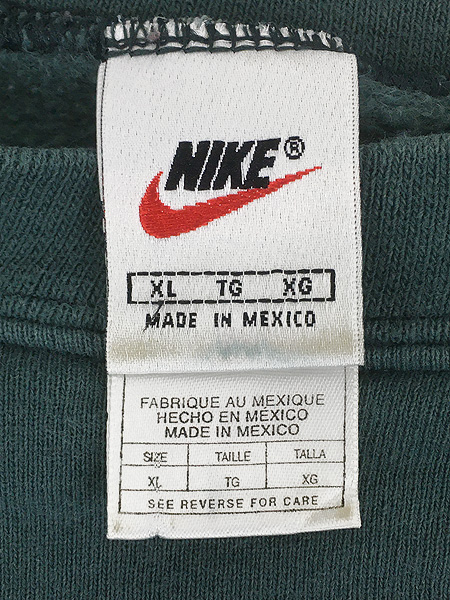 NIKE®
XL TG XG
MADE IN MEXICO
FABRIQUE AU MEXIQUE
HECHO EN MÉXICO
MADE IN MEXICO
SIZE TAILLE TALLA
XL TG XG
SEE REVERSE FOR CARE